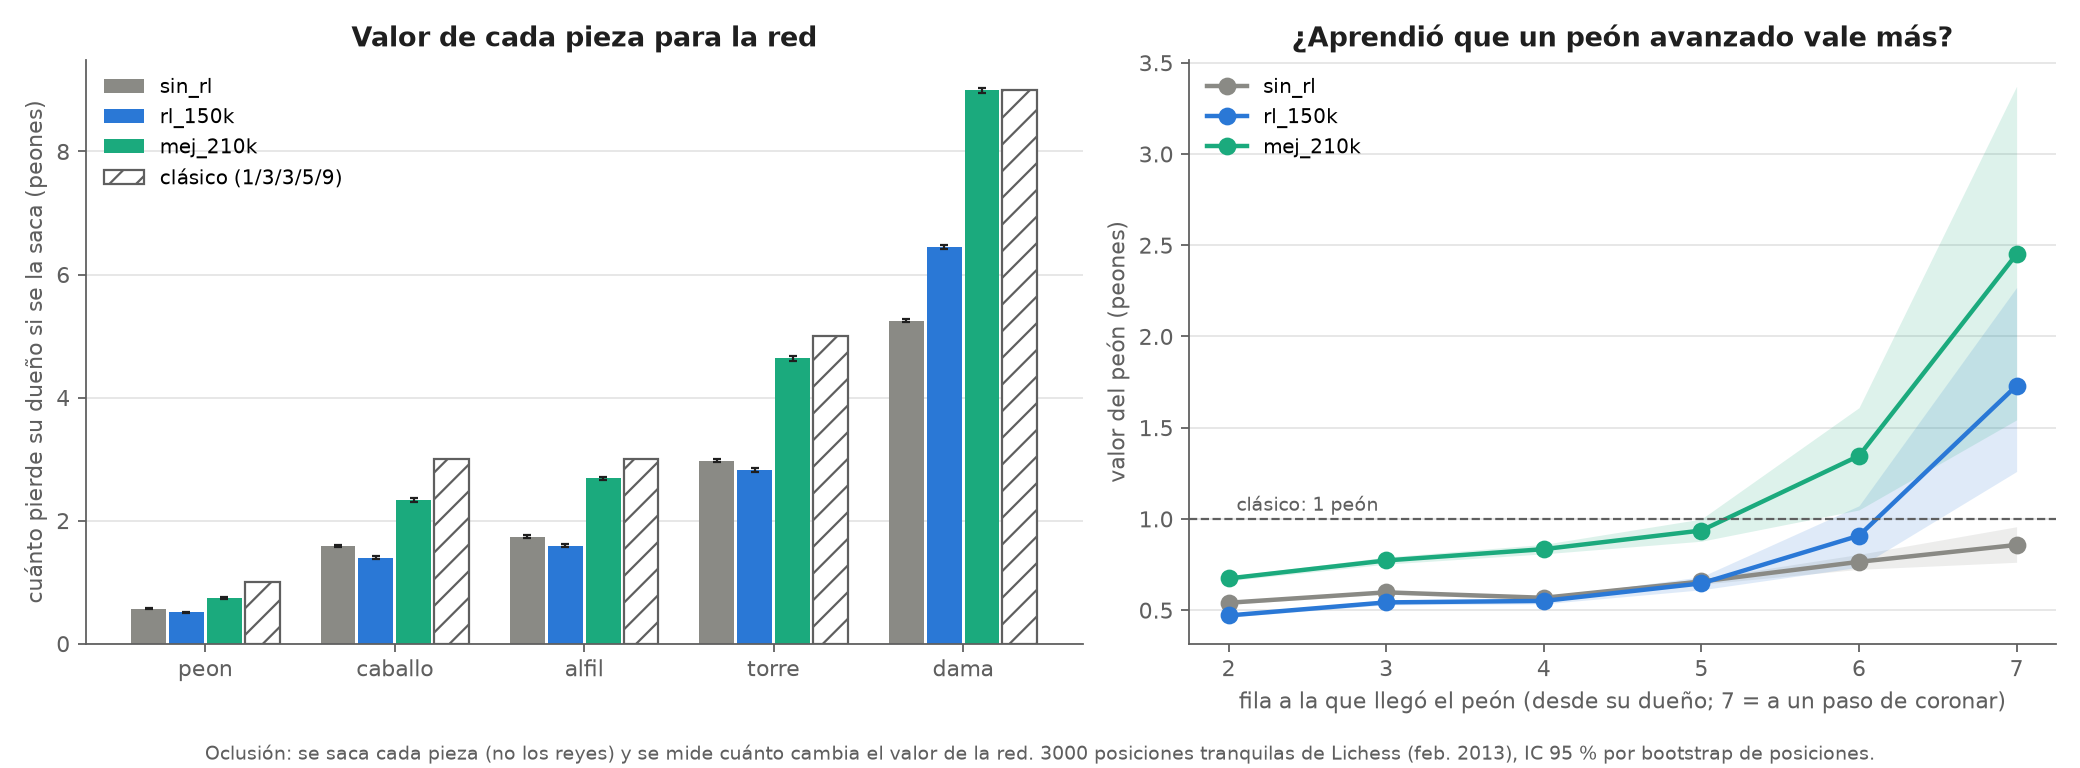 Valor de cada pieza para la red
cuánto pierde su dueño si se la saca (peones)
sin_rl
rl_150k
mej_210k
clásico (1/3/3/5/9)
8
6
4
2
0
peon
caballo
alfil
torre
dama
¿Aprendió que un peón avanzado vale más?
valor del peón (peones)
3.5
3.0
2.5
2.0
1.5
1.0
0.5
sin_rl
rl_150k
mej_210k
clásico: 1 peón
2
3
4
5
6
7
fila a la que llegó el peón (desde su dueño; 7 = a un paso de coronar)
Oclusión: se saca cada pieza (no los reyes) y se mide cuánto cambia el valor de la red. 3000 posiciones tranquilas de Lichess (feb. 2013), IC 95 % por bootstrap de posiciones.